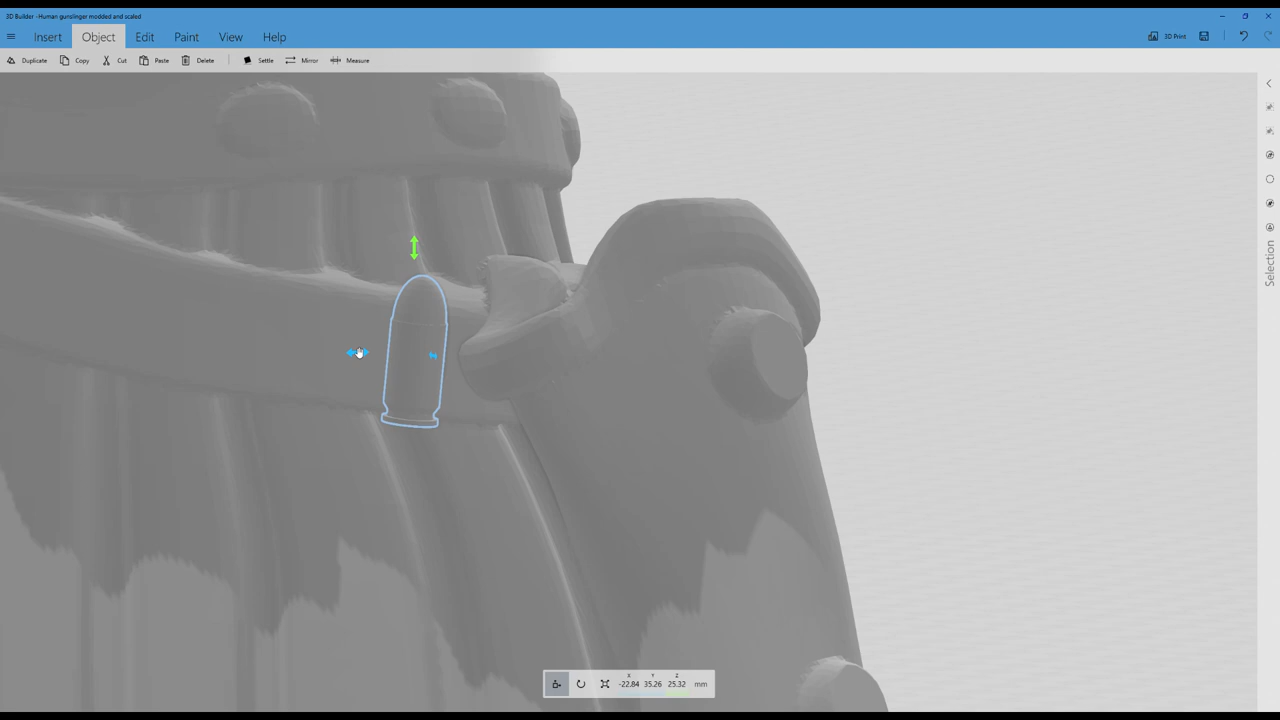 3D Builder -Human gunslinger modded and scaled
Insert Object Edit Paint View Help 3D Print
Duplicate Copy Cut Paste Delete Settle Mirror Measure
Selection
X Y Z
-22.84 35.26 25.32 mm